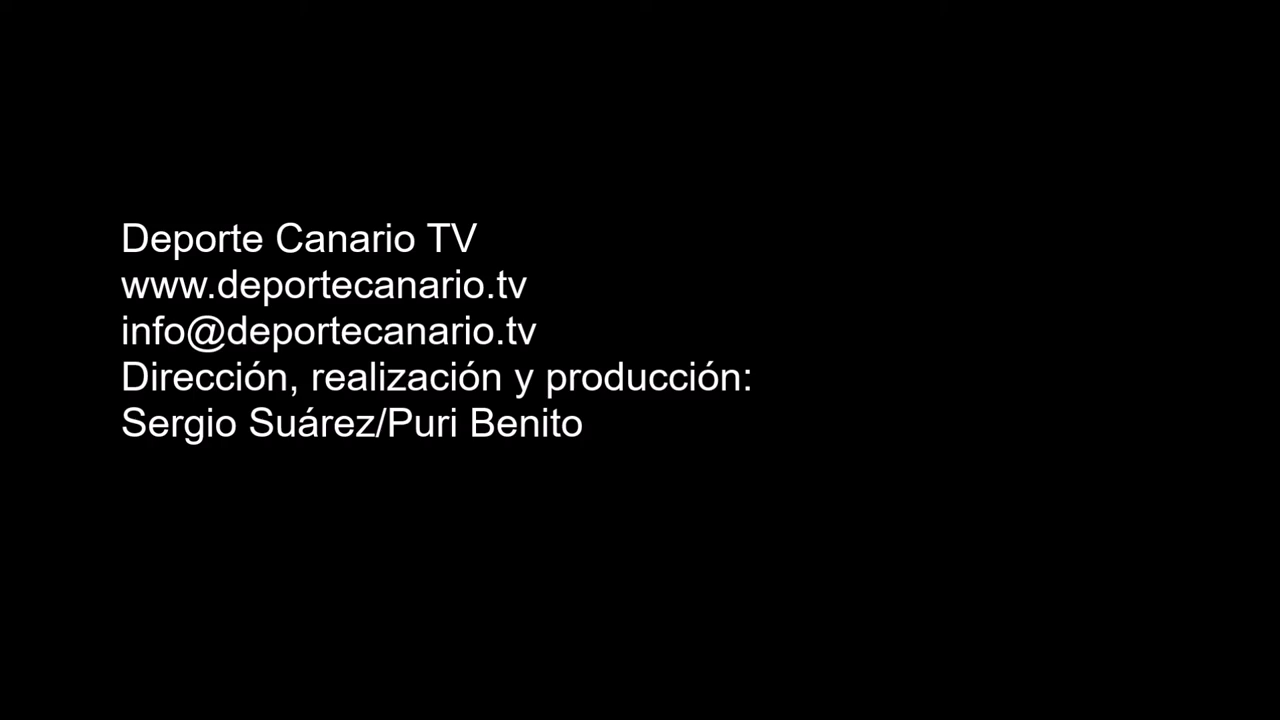 Deporte Canario TV
www.deportecanario.tv
info@deportecanario.tv
Dirección, realización y producción:
Sergio Suárez/Puri Benito